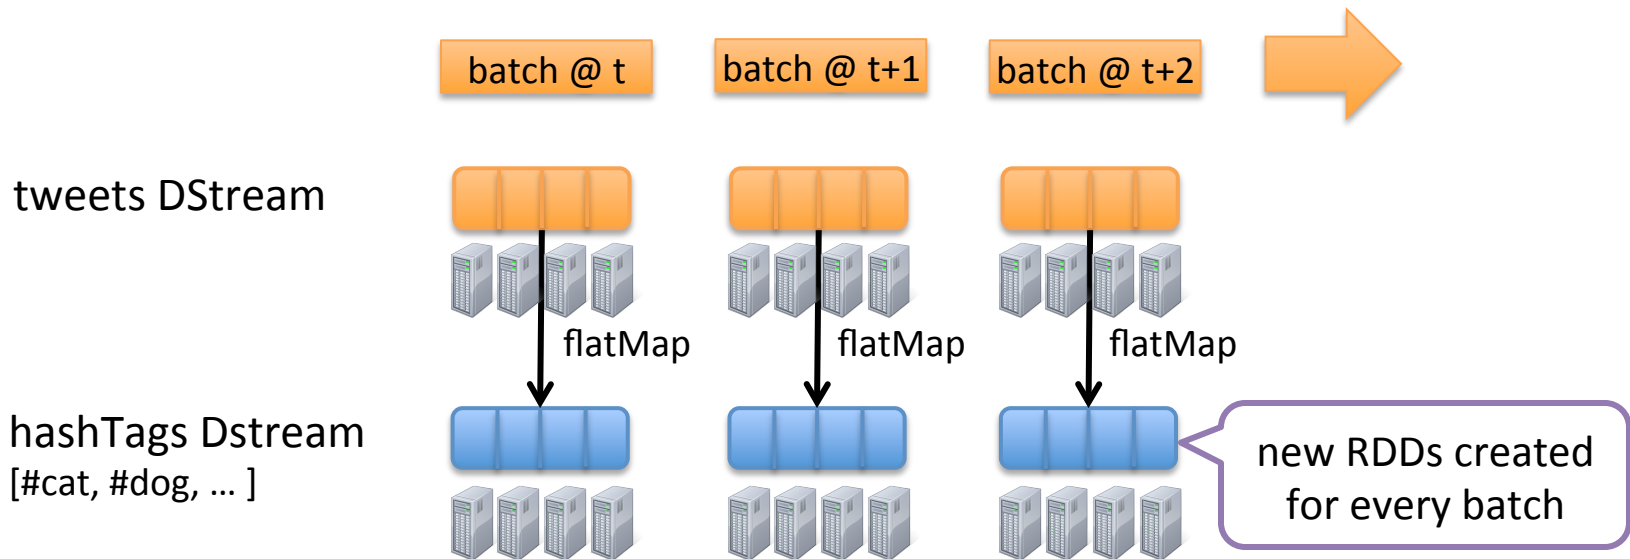 batch @ t
batch @ t+1
batch @ t+2
tweets DStream
flatMap
flatMap
flatMap
hashTags Dstream
[#cat, #dog, … ]
new RDDs created
for every batch